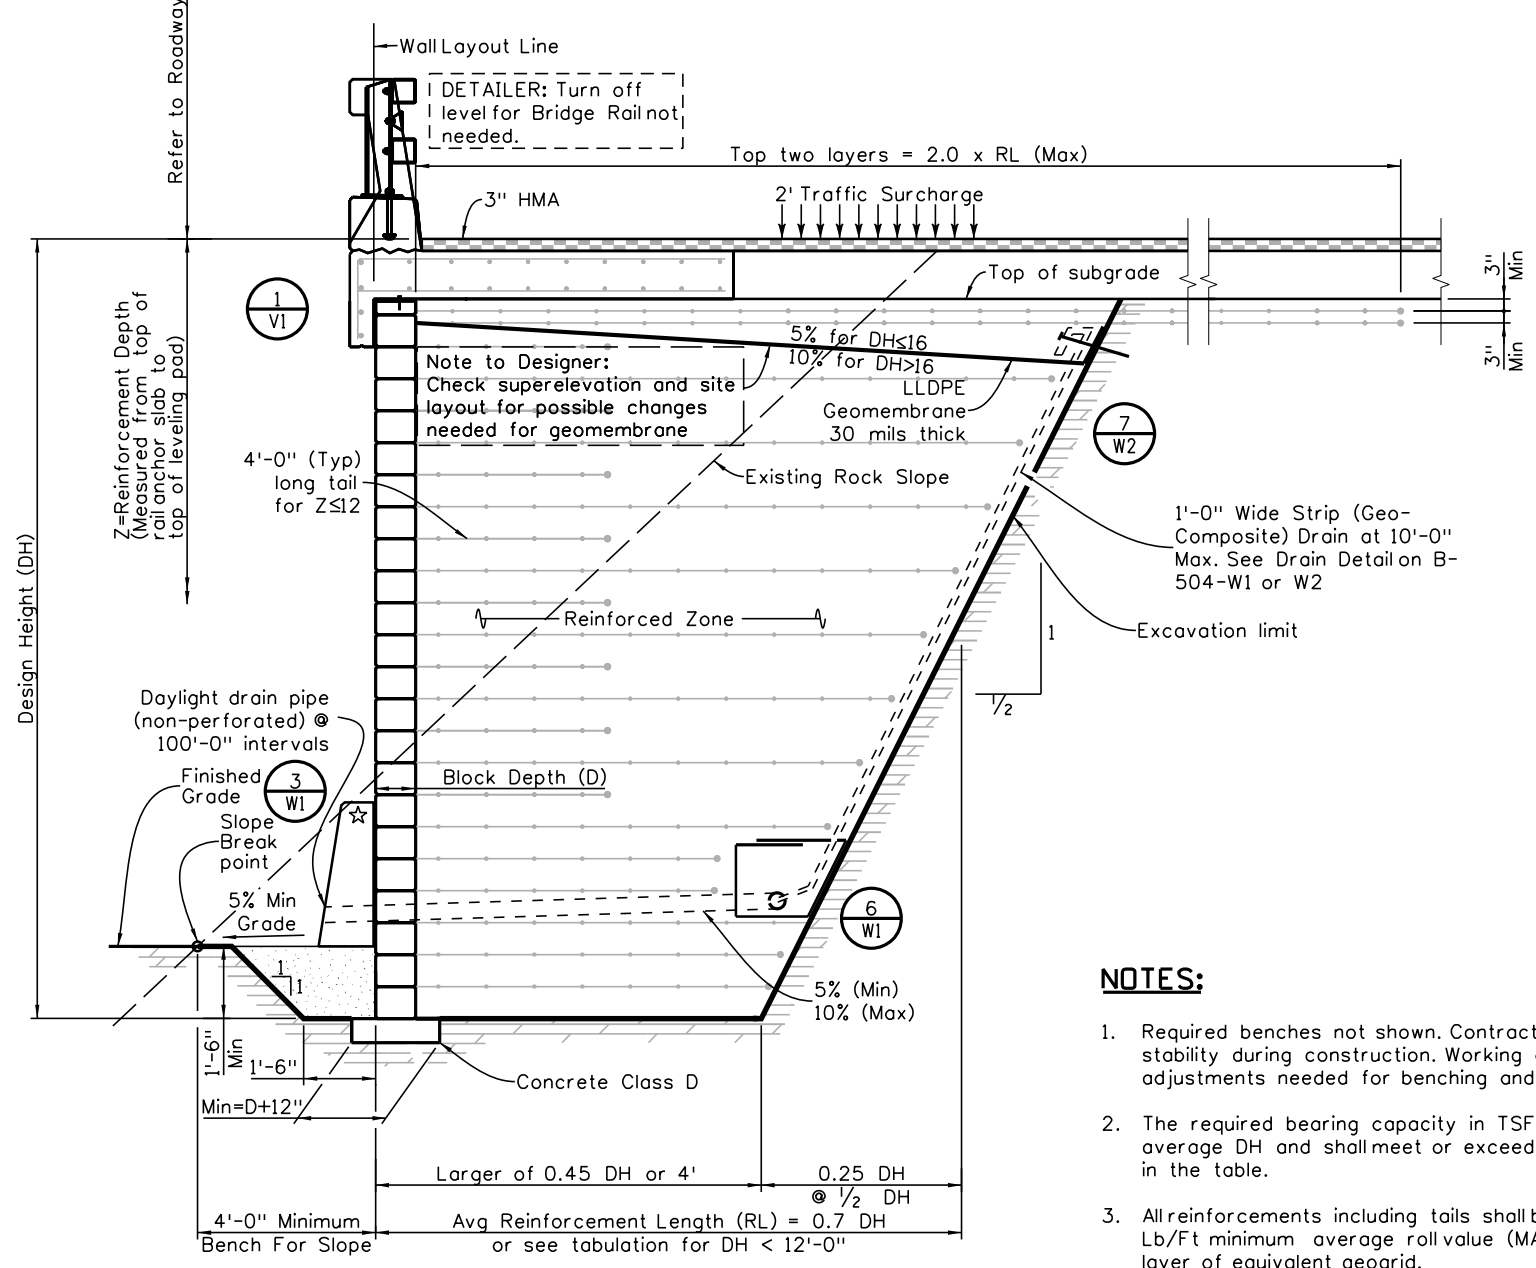 Refer to Roadway
Wall Layout Line
DETAILER: Turn off
level for Bridge Rail not
needed.
Top two layers = 2.0 x RL (Max)
2' Traffic Surcharge
3" HMA
Top of subgrade
3"
Min
3"
Min
1
V1
Z=Reinforcement Depth
(Measured from top of
rail anchor slab to
top of leveling pad)
5% for DH≤16
10% for DH>16
Note to Designer:
Check superelevation and site
layout for possible changes
needed for geomembrane
LLDPE
Geomembrane
30 mils thick
7
W2
4'-0" (Typ)
long tail
for Z≤12
Existing Rock Slope
1'-0" Wide Strip (Geo-
Composite) Drain at 10'-0"
Max. See Drain Detail on B-
504-W1 or W2
Design Height (DH)
Reinforced Zone
Excavation limit
1
1/2
Daylight drain pipe
(non-perforated) @
100'-0" intervals
Finished
Grade
3
W1
Block Depth (D)
Slope
Break
point
5% Min
Grade
6
W1
1
1
5% (Min)
10% (Max)
1'-6"
Min
1'-6"
Concrete Class D
Min=D+12"
Larger of 0.45 DH or 4'
0.25 DH
@ 1/2 DH
4'-0" Minimum
Bench For Slope
Avg Reinforcement Length (RL) = 0.7 DH
or see tabulation for DH < 12'-0"
NOTES:
1. Required benches not shown. Contract
stability during construction. Working
adjustments needed for benching and
2. The required bearing capacity in TSF
average DH and shall meet or exceed
in the table.
3. All reinforcements including tails shall b
Lb/Ft minimum average roll value (MA
layer of equivalent geogrid.